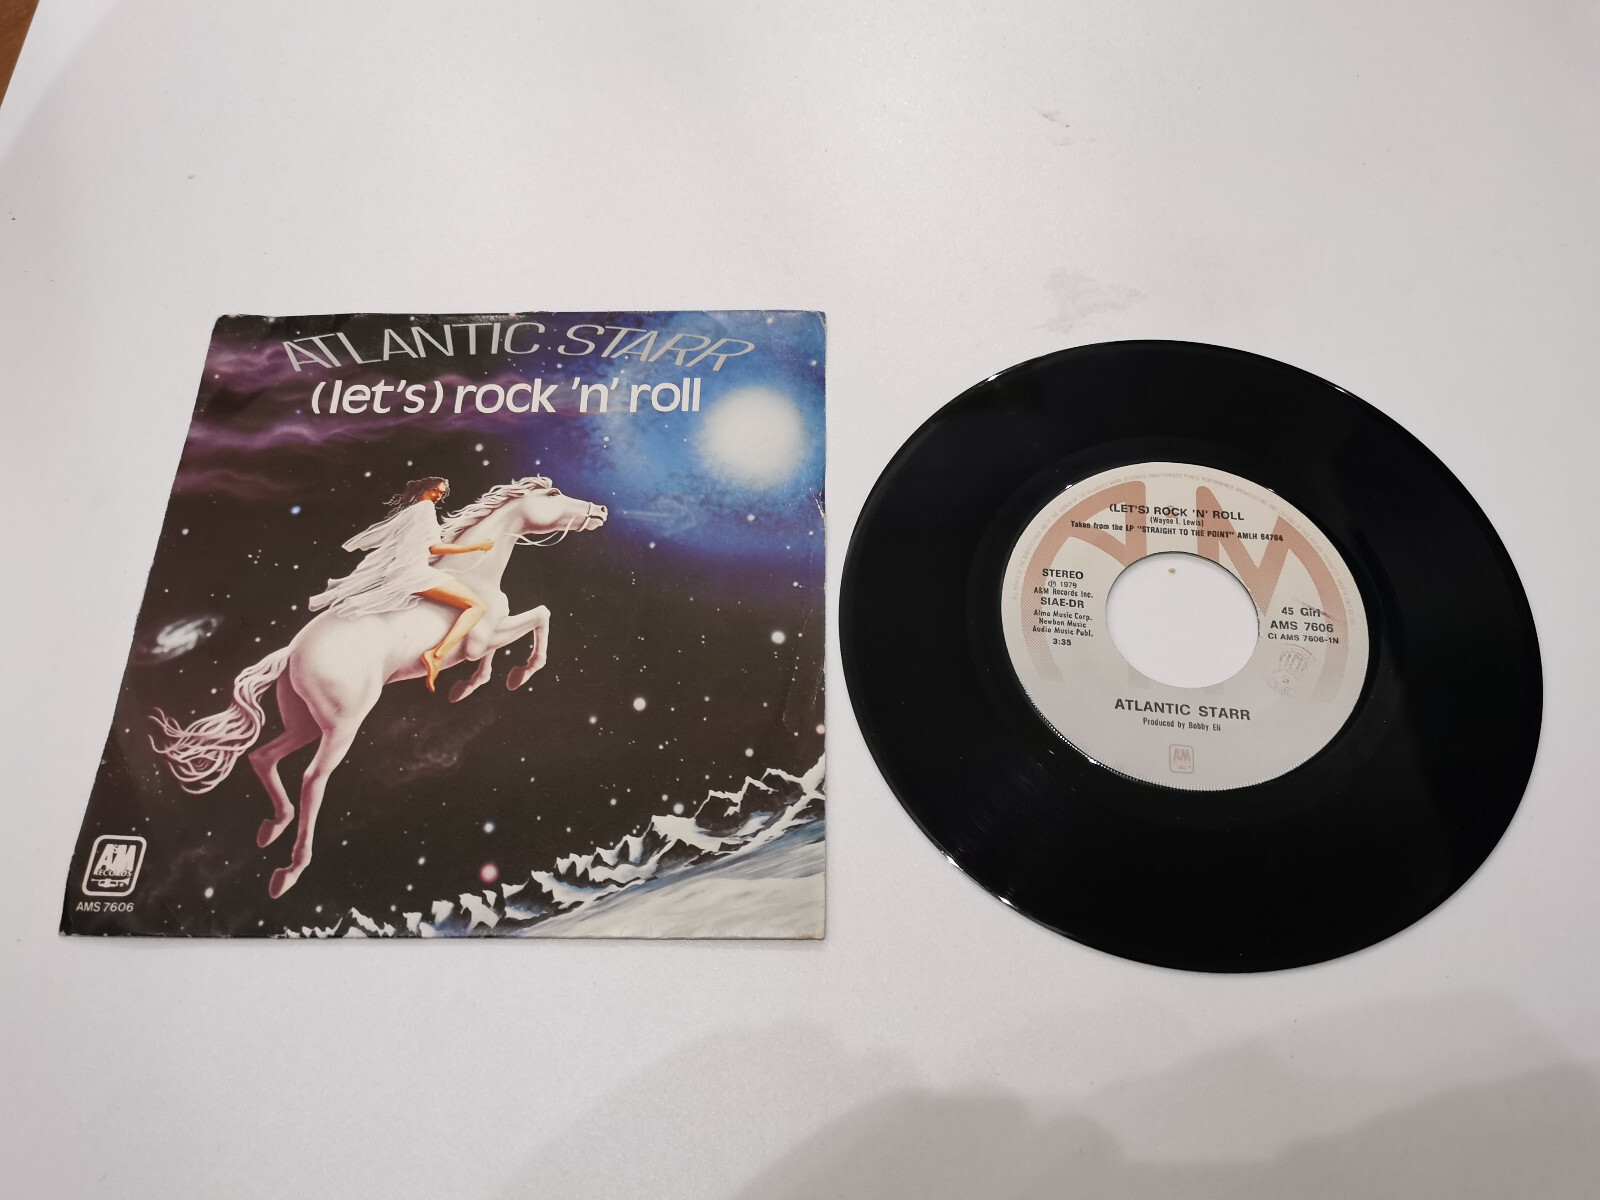 ATLANTIC STARR
(let's) rock 'n' roll
A&M
RECORDS
AMS 7606
(LET'S) ROCK 'N' ROLL
(Wayne I. Lewis)
Taken from the LP "STRAIGHT TO THE POINT" AMLH 64764
STEREO
℗ 1979
A&M Records Inc.
SIAE-DR
Almo Music Corp.
Newban Music
Audio Music Publ.
3:35
45 Giri
AMS 7606
CI AMS 7606-1N
ATLANTIC STARR
Produced by Bobby Eli
A&M